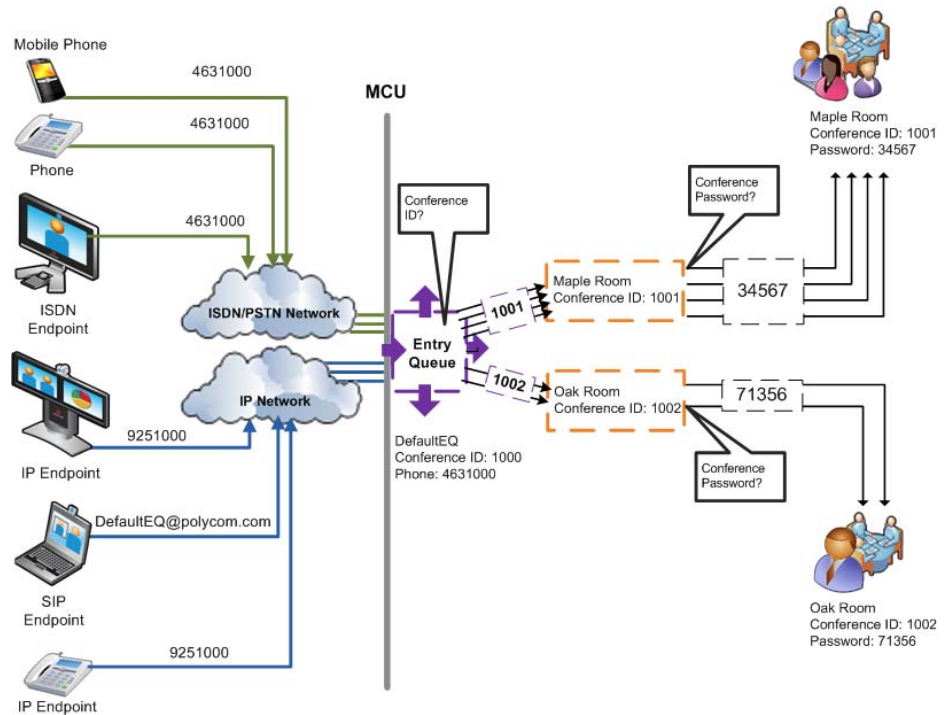 Mobile Phone
4631000
MCU
4631000
Phone
4631000
ISDN
Endpoint
ISDN/PSTN Network
IP Network
9251000
IP Endpoint
DefaultEQ@polycom.com
SIP
Endpoint
9251000
IP Endpoint
Conference
ID?
Entry
Queue
DefaultEQ
Conference ID: 1000
Phone: 4631000
1001
1002
Maple Room
Conference ID: 1001
Conference
Password?
34567
Maple Room
Conference ID: 1001
Password: 34567
Oak Room
Conference ID: 1002
71356
Conference
Password?
Oak Room
Conference ID: 1002
Password: 71356